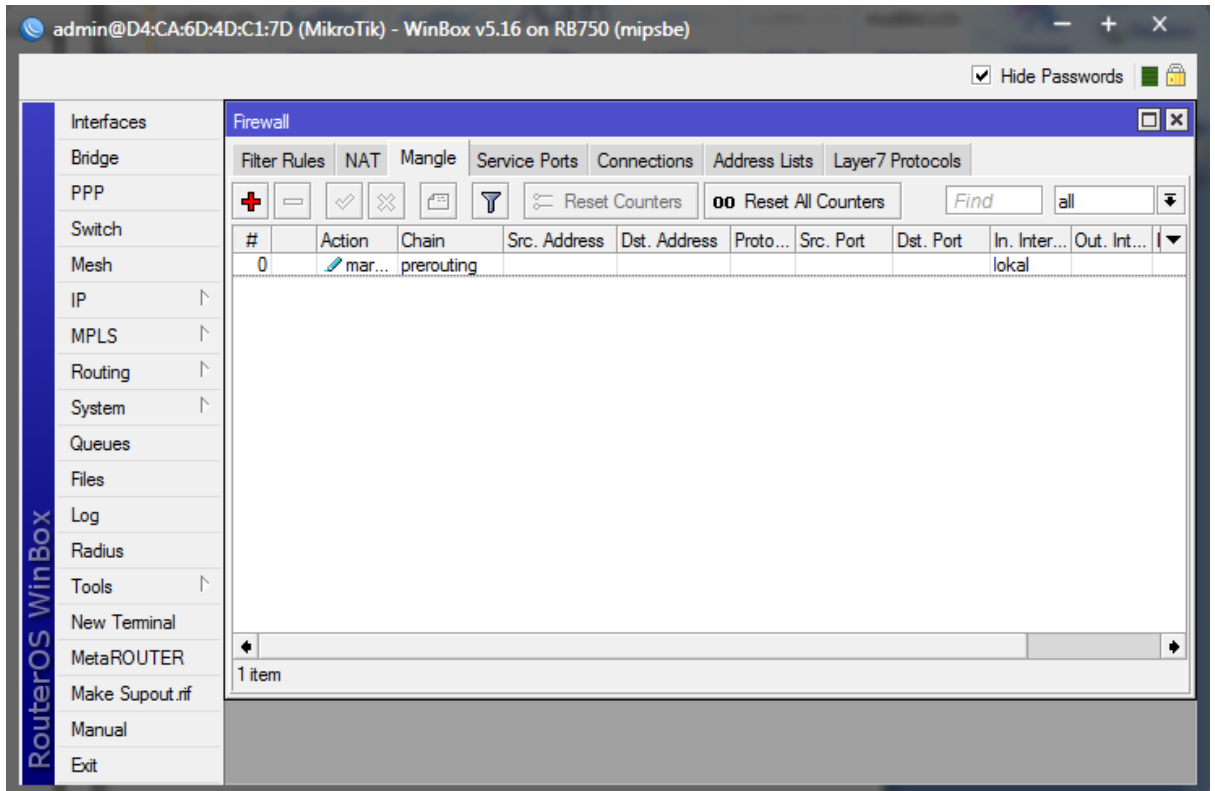 admin@D4:CA:6D:4D:C1:7D (MikroTik) - WinBox v5.16 on RB750 (mipsbe)
Hide Passwords
RouterOS WinBox
Interfaces
Bridge
PPP
Switch
Mesh
IP
MPLS
Routing
System
Queues
Files
Log
Radius
Tools
New Terminal
MetaROUTER
Make Supout.rif
Manual
Exit
Firewall
Filter Rules NAT Mangle Service Ports Connections Address Lists Layer7 Protocols
Reset Counters 00 Reset All Counters Find all
# Action Chain Src. Address Dst. Address Proto... Src. Port Dst. Port In. Inter... Out. Int...
0 mar... prerouting lokal
1 item